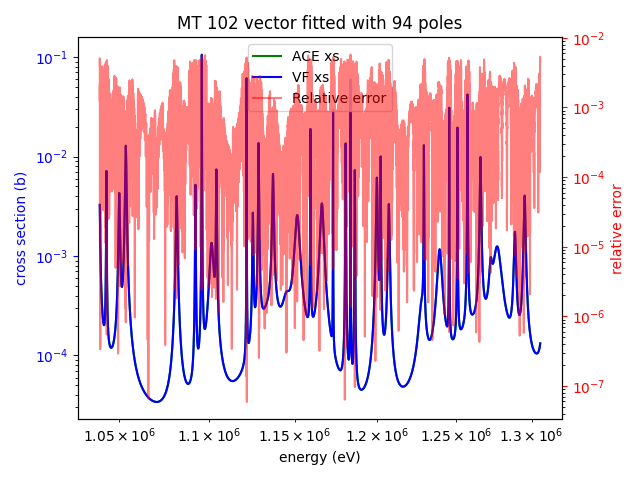 MT 102 vector fitted with 94 poles
ACE xs
VF xs
Relative error
cross section (b)
10⁻¹
10⁻²
10⁻³
10⁻⁴
10⁻²
10⁻³
10⁻⁴
10⁻⁵
10⁻⁶
10⁻⁷
relative error
1.05 × 10⁶ 1.1 × 10⁶ 1.15 × 10⁶ 1.2 × 10⁶ 1.25 × 10⁶ 1.3 × 10⁶
energy (eV)